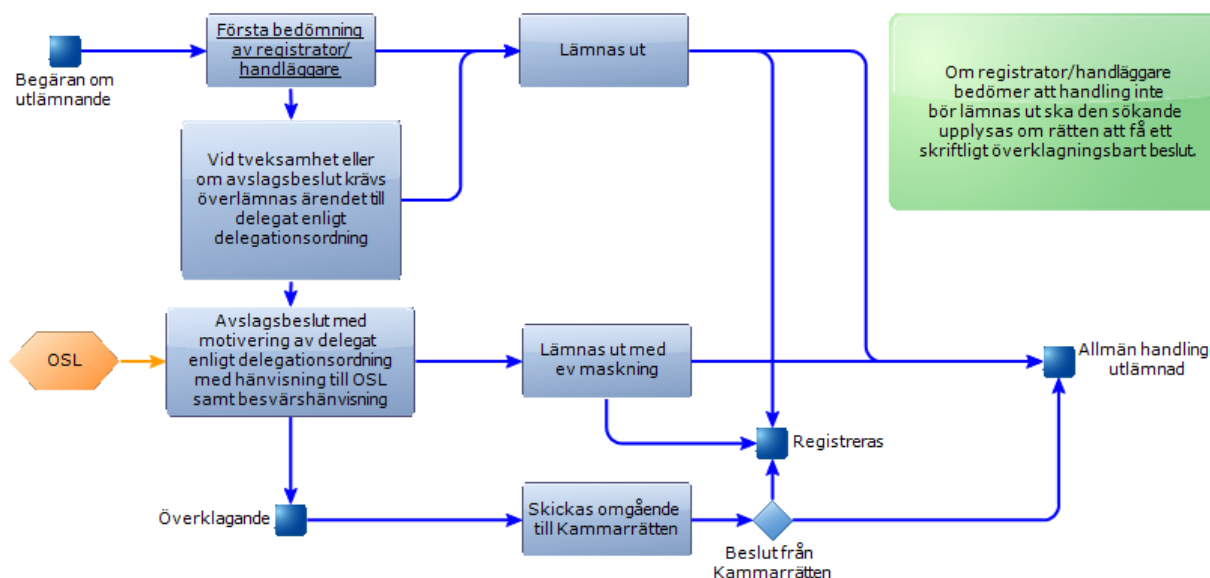 Begäran om
utlämnande
Första bedömning
av registrator/
handläggare
Lämnas ut
Om registrator/handläggare
bedömer att handling inte
bör lämnas ut ska den sökande
upplysas om rätten att få ett
skriftligt överklagningsbart beslut.
Vid tveksamhet eller
om avslagsbeslut krävs
överlämnas ärendet till
delegat enligt
delegationsordning
OSL
Avslagsbeslut med
motivering av delegat
enligt delegationsordning
med hänvisning till OSL
samt besvärshänvisning
Lämnas ut med
ev maskning
Allmän handling
utlämnad
Registreras
Överklagande
Skickas omgående
till Kammarrätten
Beslut från
Kammarrätten